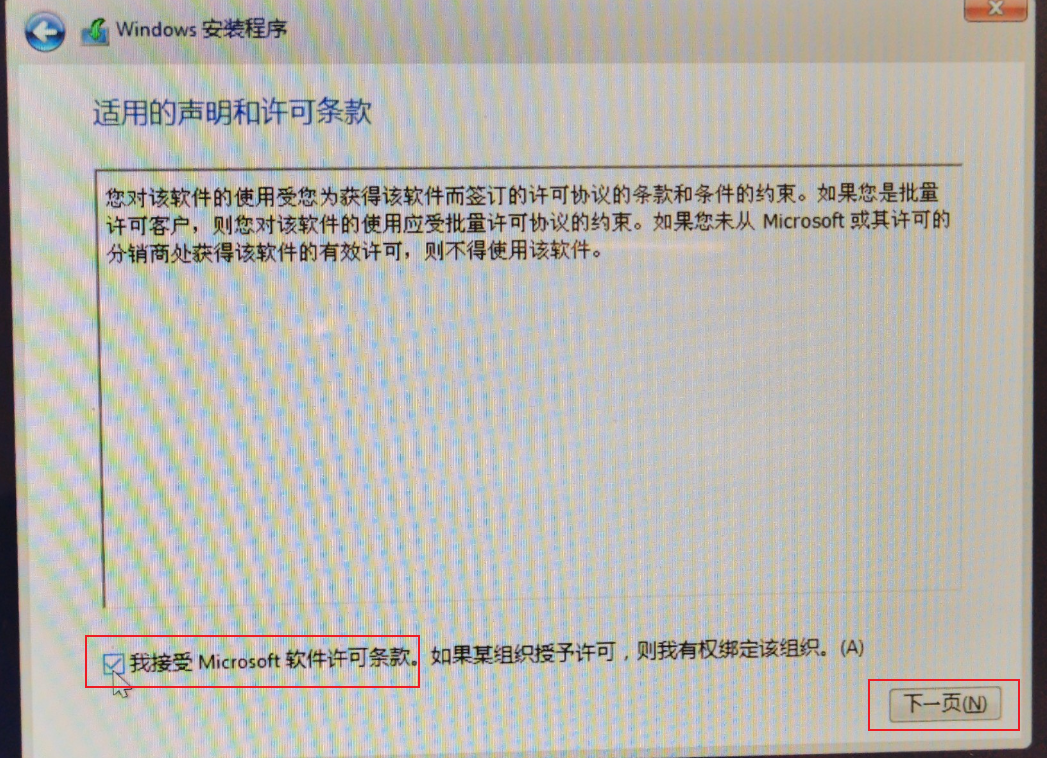 Windows 安装程序
适用的声明和许可条款
您对该软件的使用受您为获得该软件而签订的许可协议的条款和条件的约束。如果您是批量
许可客户，则您对该软件的使用应受批量许可协议的约束。如果您未从 Microsoft 或其许可的
分销商处获得该软件的有效许可，则不得使用该软件。
我接受 Microsoft 软件许可条款。如果某组织授予许可，则我有权绑定该组织。(A)
下一页(N)